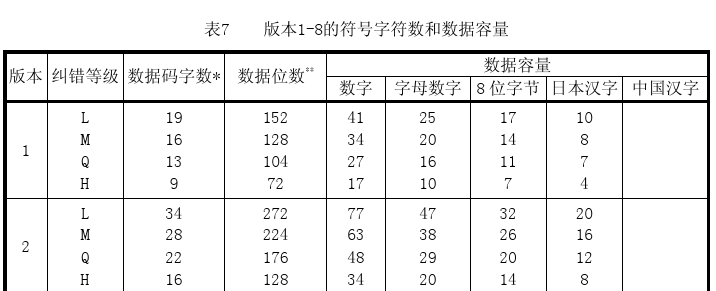 表7 版本1-8的符号字符数和数据容量
版本 纠错等级 数据码字数* 数据位数** 数据容量
数字 字母数字 8位字节 日本汉字 中国汉字
1 L 19 152 41 25 17 10
M 16 128 34 20 14 8
Q 13 104 27 16 11 7
H 9 72 17 10 7 4
2 L 34 272 77 47 32 20
M 28 224 63 38 26 16
Q 22 176 48 29 20 12
H 16 128 34 20 14 8